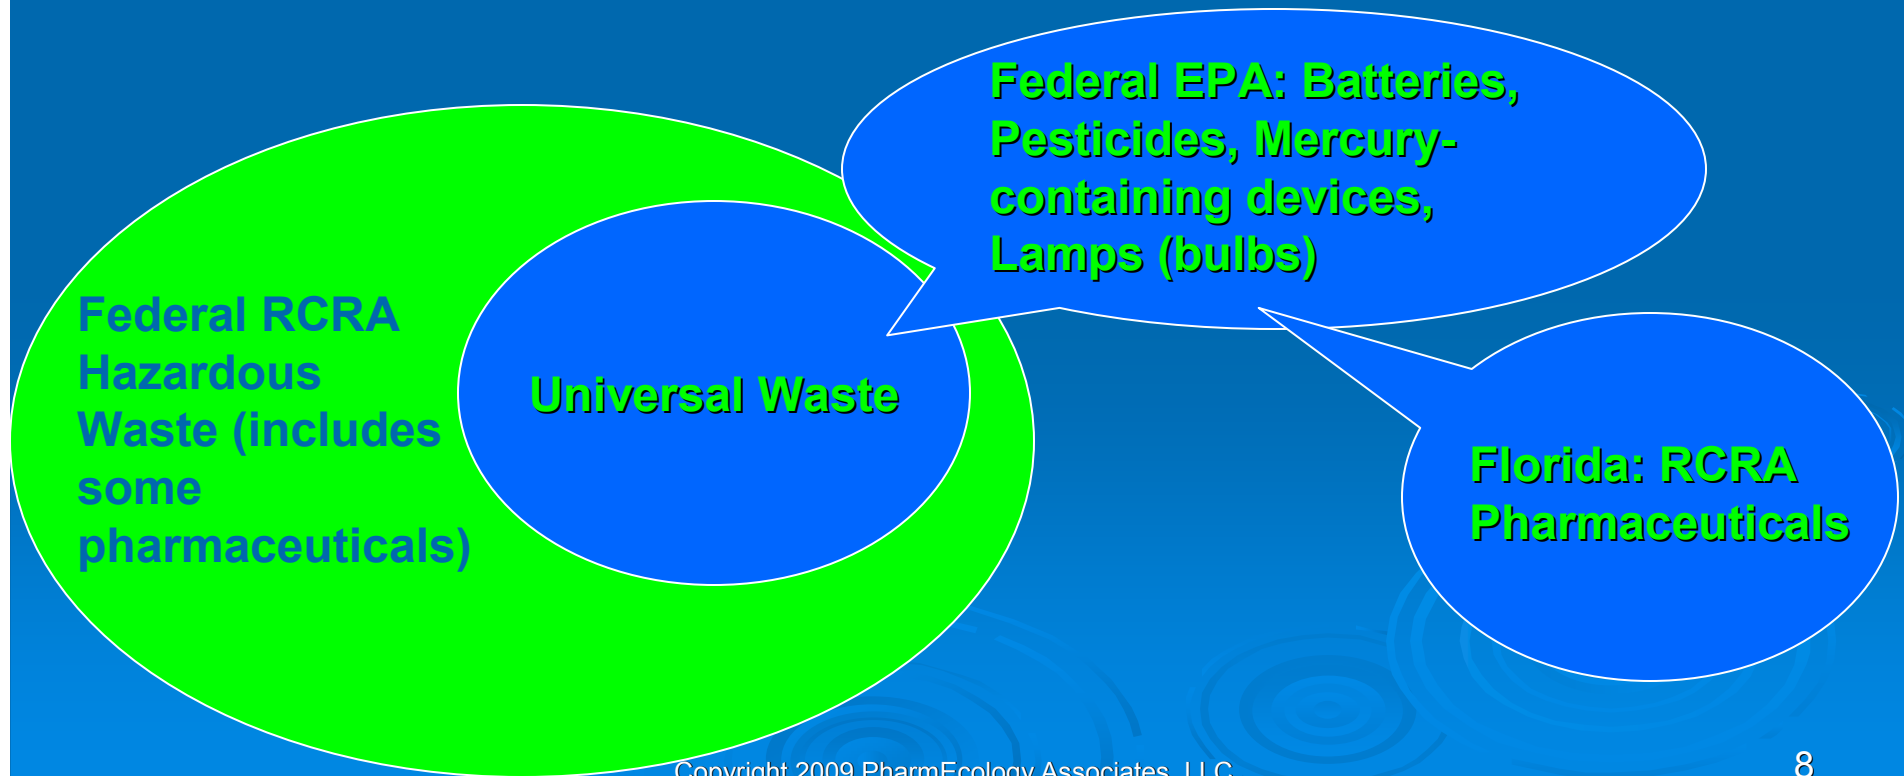 Federal EPA: Batteries,
Pesticides, Mercury-
containing devices,
Lamps (bulbs)
Federal RCRA
Hazardous
Waste (includes
some
pharmaceuticals)
Universal Waste
Florida: RCRA
Pharmaceuticals
Copyright 2009 PharmEcology Associates, LLC
8